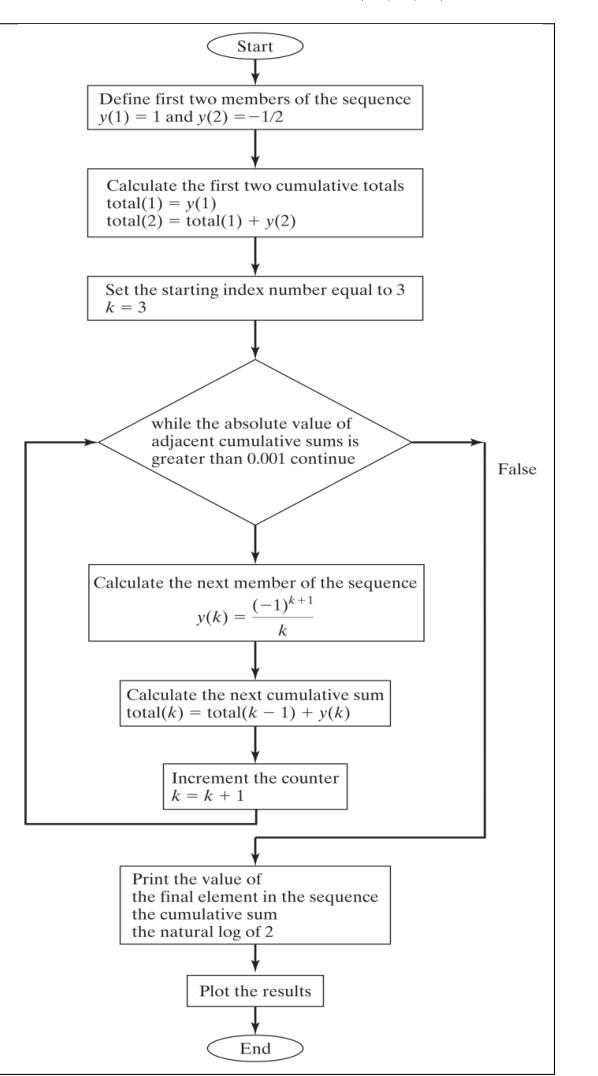 Start
Define first two members of the sequence
y(1) = 1 and y(2) =−1/2
Calculate the first two cumulative totals
total(1) = y(1)
total(2) = total(1) + y(2)
Set the starting index number equal to 3
k = 3
while the absolute value of
adjacent cumulative sums is
greater than 0.001 continue
False
Calculate the next member of the sequence
y(k) = (−1)^{k+1} / k
Calculate the next cumulative sum
total(k) = total(k − 1) + y(k)
Increment the counter
k = k + 1
Print the value of
the final element in the sequence
the cumulative sum
the natural log of 2
Plot the results
End